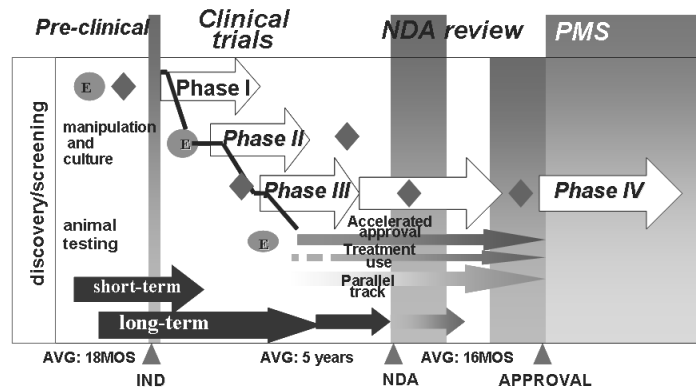 Pre-clinical
Clinical
trials
NDA review
PMS
discovery/screening
E
Phase I
manipulation
and
culture
E
Phase II
Phase III
Phase IV
animal
testing
E
Accelerated
approval
Treatment
use
Parallel
track
short-term
long-term
AVG: 18MOS
AVG: 5 years
AVG: 16MOS
IND
NDA
APPROVAL